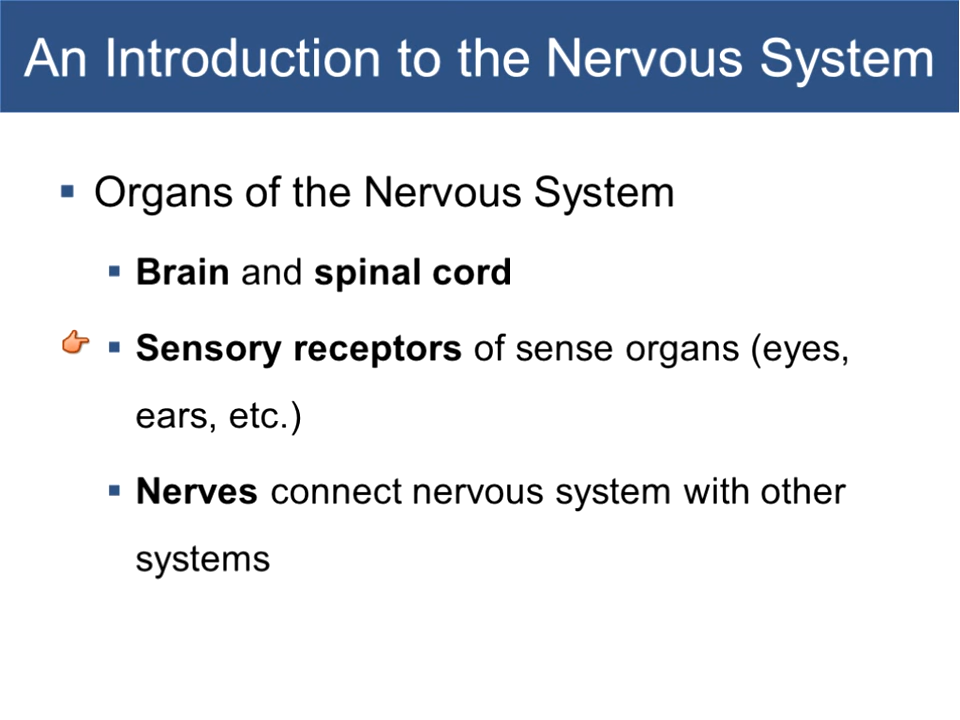 An Introduction to the Nervous System
Organs of the Nervous System
Brain and spinal cord
Sensory receptors of sense organs (eyes,
ears, etc.)
Nerves connect nervous system with other
systems